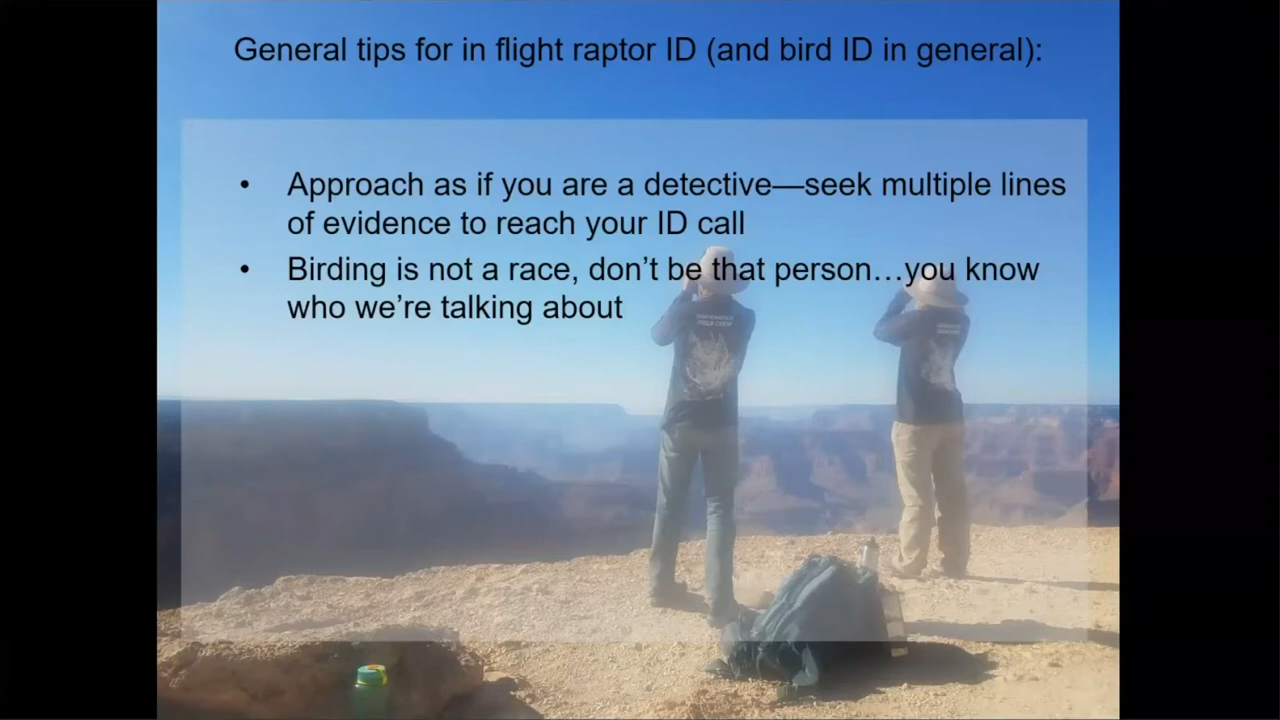 General tips for in flight raptor ID (and bird ID in general):
• Approach as if you are a detective—seek multiple lines
of evidence to reach your ID call
• Birding is not a race, don’t be that person…you know
who we’re talking about
FIELD CREW